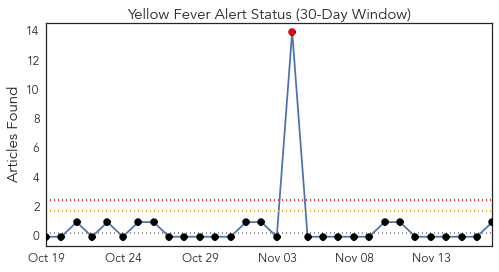 Yellow Fever Alert Status (30-Day Window)
Articles Found
14
12
10
8
6
4
2
0
Oct 19 Oct 24 Oct 29 Nov 03 Nov 08 Nov 13